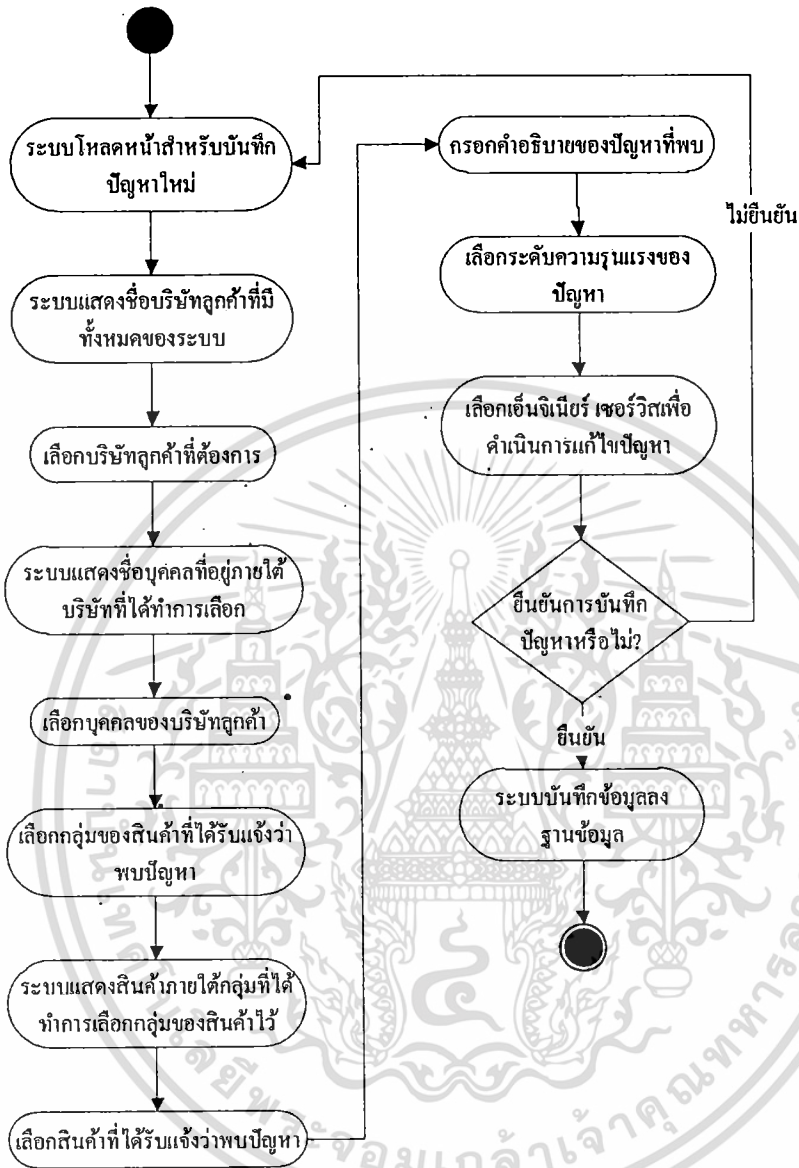 ระบบโหลดหน้าสำหรับบันทึก
ปัญหาใหม่
ระบบแสดงชื่อบริษัทลูกค้าที่มี
ทั้งหมดของระบบ
เลือกบริษัทลูกค้าที่ต้องการ
ระบบแสดงชื่อบุคคลที่อยู่ภายใต้
บริษัทที่ได้ทำการเลือก
เลือกบุคคลของบริษัทลูกค้า
เลือกกลุ่มของสินค้าที่ได้รับแจ้งว่า
พบปัญหา
ระบบแสดงสินค้าภายใต้กลุ่มที่ได้
ทำการเลือกกลุ่มของสินค้าไว้
เลือกสินค้าที่ได้รับแจ้งว่าพบปัญหา
กรอกคำอธิบายของปัญหาที่พบ
เลือกระดับความรุนแรงของ
ปัญหา
เลือกเอ็นจิเนียร์ เซอร์วิสเพื่อ
ดำเนินการแก้ไขปัญหา
ยืนยันการบันทึก
ปัญหาหรือไม่?
ไม่ยืนยัน
ยืนยัน
ระบบบันทึกข้อมูลลง
ฐานข้อมูล